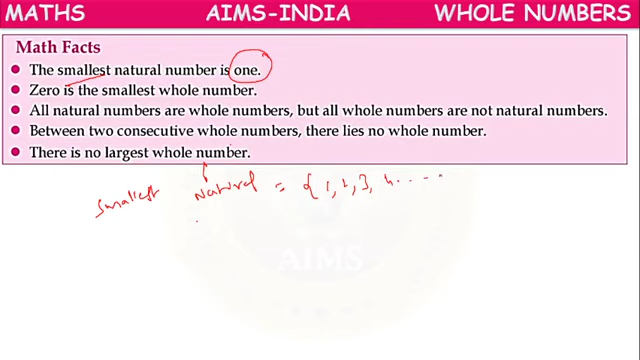 MATHS AIMS-INDIA WHOLE NUMBERS
Math Facts
• The smallest natural number is one.
• Zero is the smallest whole number.
• All natural numbers are whole numbers, but all whole numbers are not natural numbers.
• Between two consecutive whole numbers, there lies no whole number.
• There is no largest whole number.
Smallest Natural = { 1, 2, 3, 4 . . . . .
AIMS